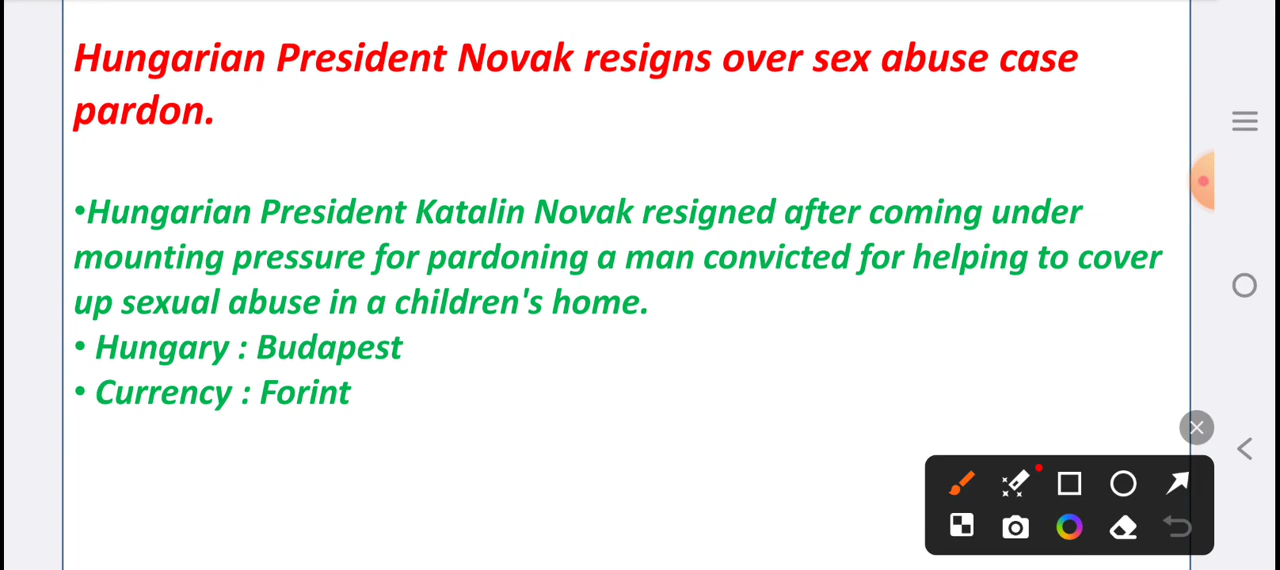 Hungarian President Novak resigns over sex abuse case
pardon.
•Hungarian President Katalin Novak resigned after coming under
mounting pressure for pardoning a man convicted for helping to cover
up sexual abuse in a children's home.
• Hungary : Budapest
• Currency : Forint